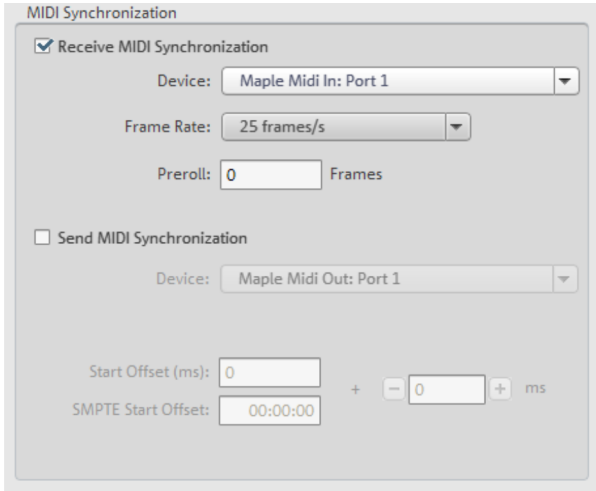 MIDI Synchronization
Receive MIDI Synchronization
Device: Maple Midi In: Port 1
Frame Rate: 25 frames/s
Preroll: 0 Frames
Send MIDI Synchronization
Device: Maple Midi Out: Port 1
Start Offset (ms): 0
+ − 0 + ms
SMPTE Start Offset: 00:00:00